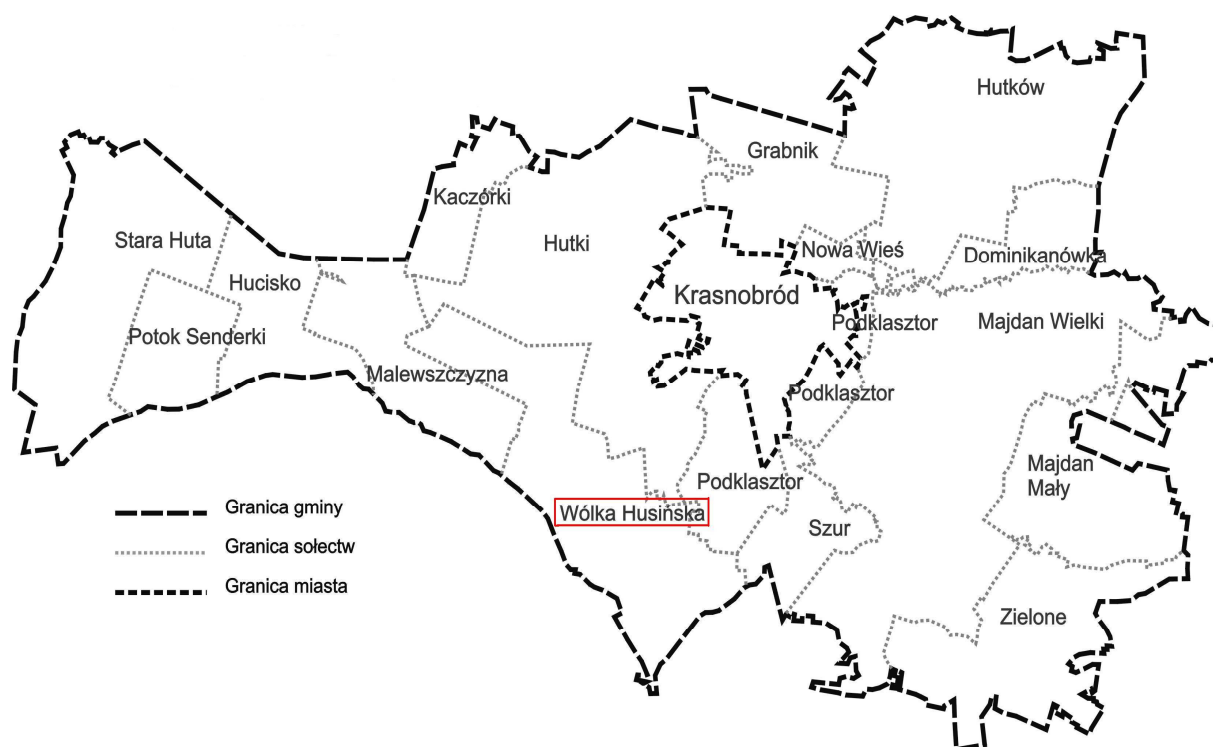 Hutków
Grabnik
Kaczórki
Stara Huta
Hutki
Nowa Wieś
Dominikanówka
Hucisko
Krasnobród
Potok Senderki
Podklasztor
Majdan Wielki
Malewszczyzna
Podklasztor
Majdan
Mały
Podklasztor
Wólka Husińska
Szur
Zielone
Granica gminy
Granica sołectw
Granica miasta